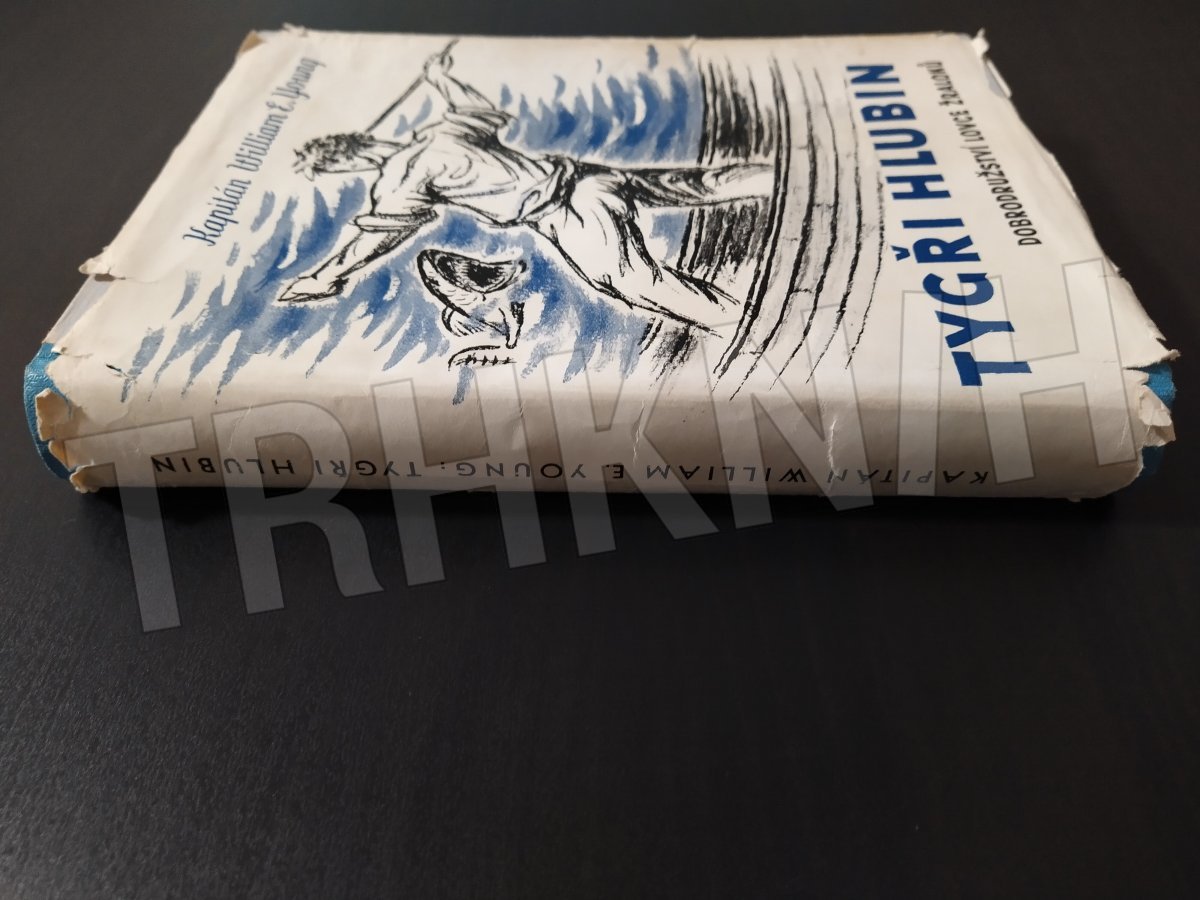 Kapitán William E. Young
TYGŘI HLUBIN
DOBRODRUŽSTVÍ LOVCE ŽRALOKŮ
KAPITÁN WILLIAM E. YOUNG: TYGŘI HLUBIN
TRHKNIH